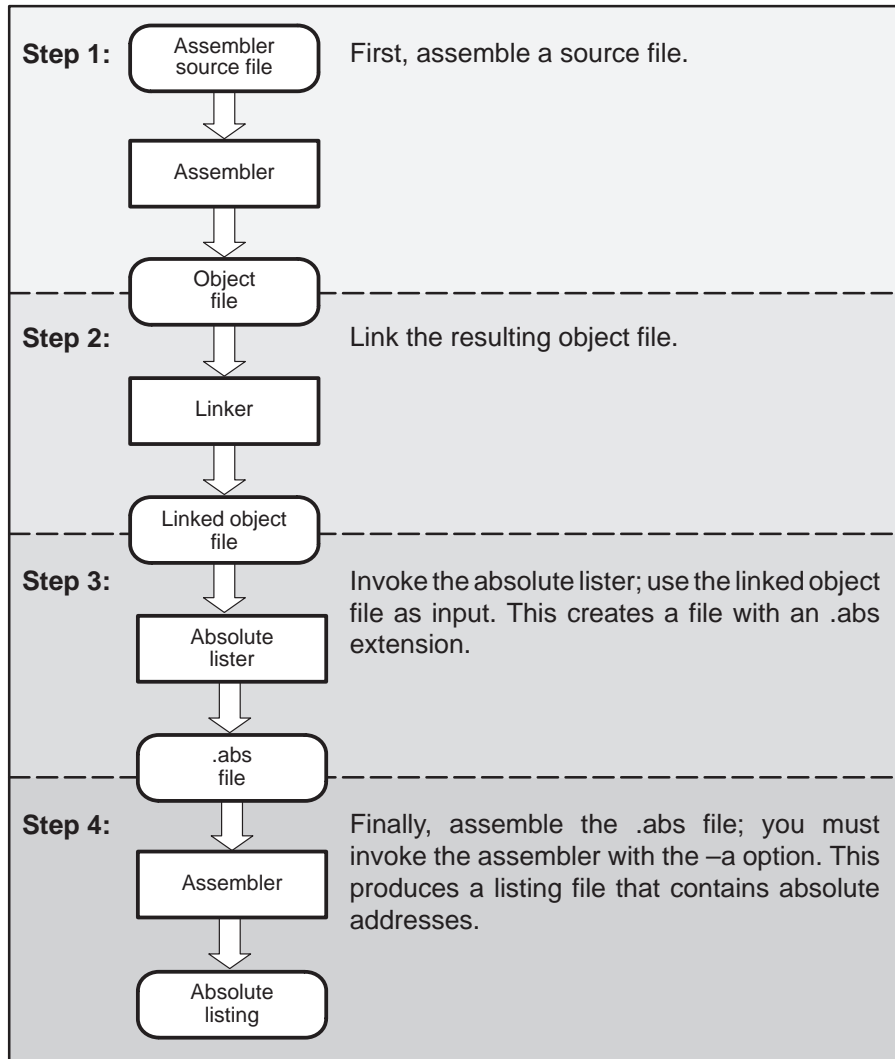 Step 1:
Assembler
source file
First, assemble a source file.
Assembler
Object
file
Step 2:
Link the resulting object file.
Linker
Linked object
file
Step 3:
Invoke the absolute lister; use the linked object
file as input. This creates a file with an .abs
extension.
Absolute
lister
.abs
file
Step 4:
Finally, assemble the .abs file; you must
invoke the assembler with the –a option. This
produces a listing file that contains absolute
addresses.
Assembler
Absolute
listing